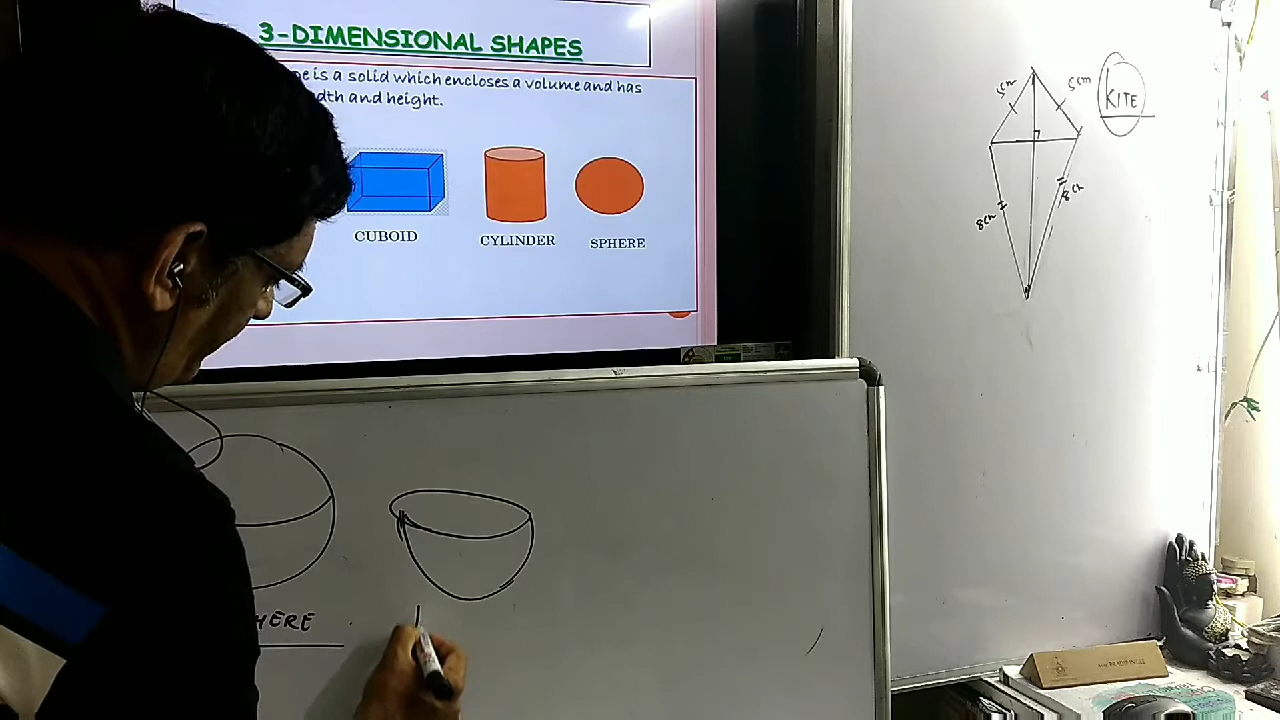 3-DIMENSIONAL SHAPES
is a solid which encloses a volume and has
and height.
CUBOID
CYLINDER
SPHERE
HERE
5cm
5cm
KITE
8cm
8cm